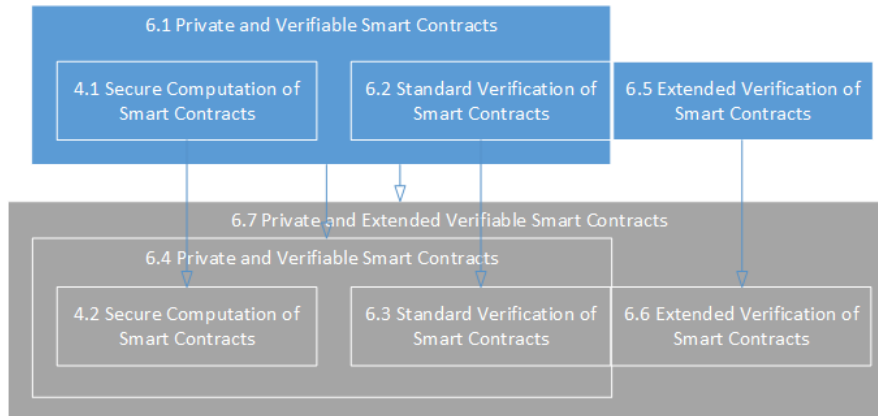 6.1 Private and Verifiable Smart Contracts
4.1 Secure Computation of
Smart Contracts
6.2 Standard Verification of
Smart Contracts
6.5 Extended Verification of
Smart Contracts
6.7 Private and Extended Verifiable Smart Contracts
6.4 Private and Verifiable Smart Contracts
4.2 Secure Computation of
Smart Contracts
6.3 Standard Verification of
Smart Contracts
6.6 Extended Verification of
Smart Contracts